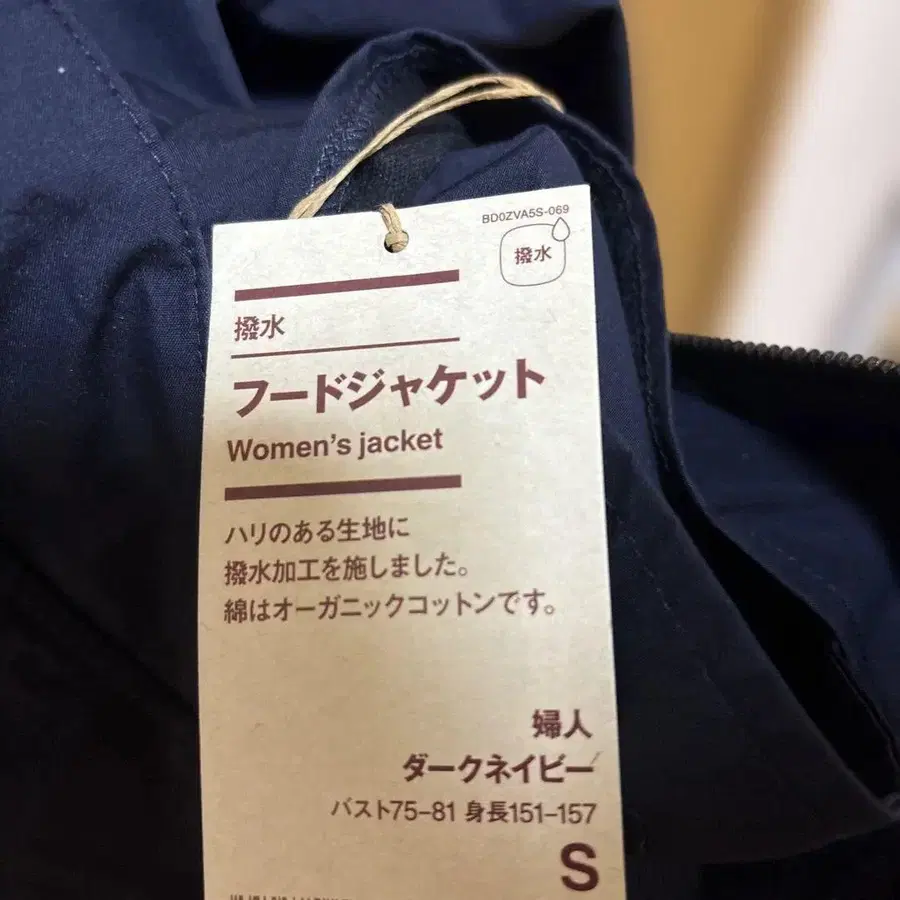 BD0ZVA5S-069
撥水
撥水
フードジャケット
Women's jacket
ハリのある生地に
撥水加工を施しました。
綿はオーガニックコットンです。
婦人
ダークネイビー
バスト75–81 身長151–157
S